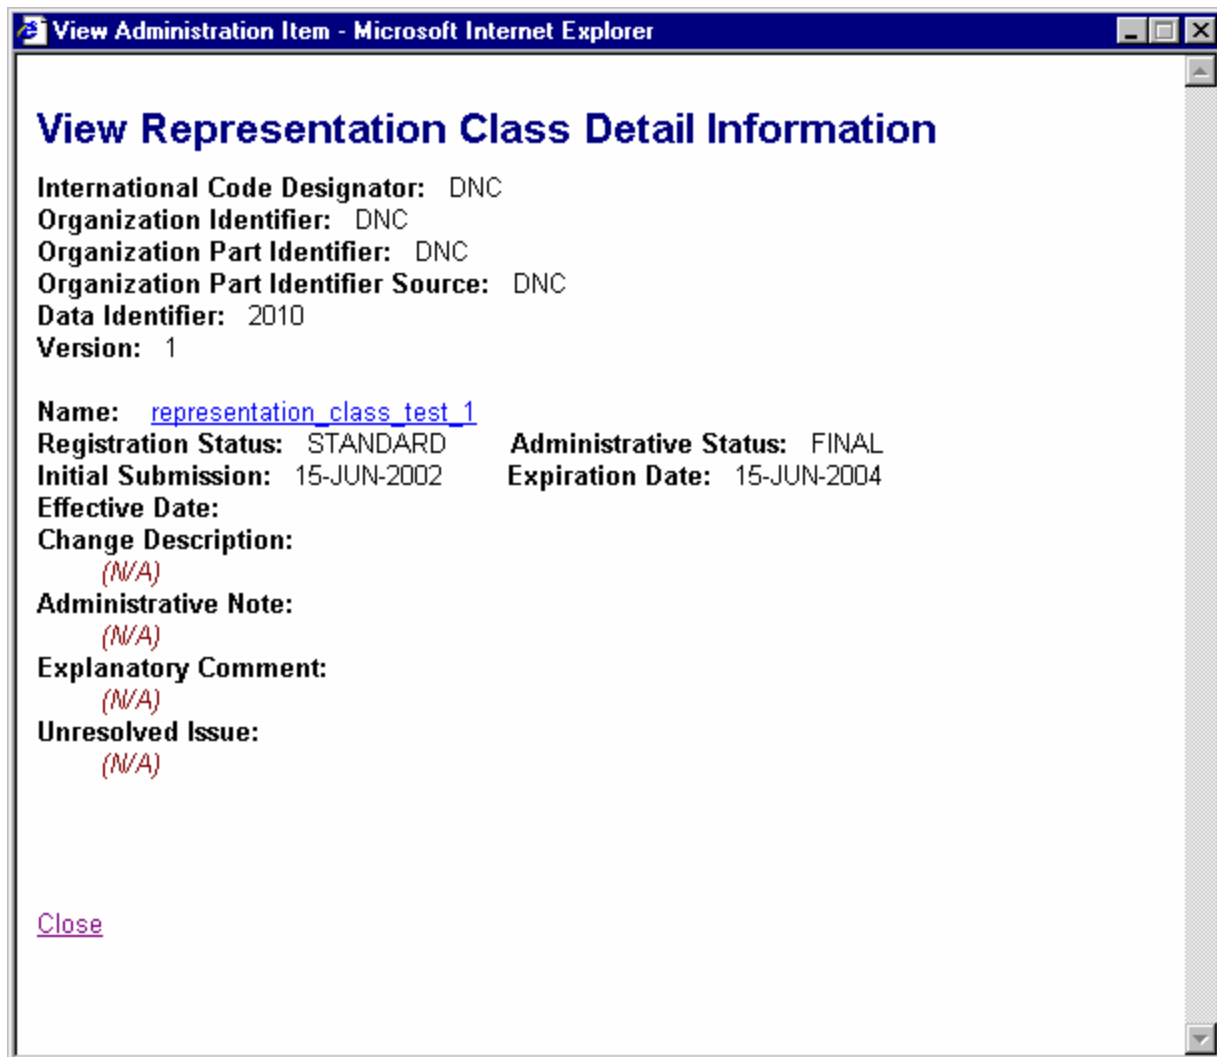 View Administration Item - Microsoft Internet Explorer
View Representation Class Detail Information
International Code Designator: DNC
Organization Identifier: DNC
Organization Part Identifier: DNC
Organization Part Identifier Source: DNC
Data Identifier: 2010
Version: 1
Name: representation_class_test_1
Registration Status: STANDARD Administrative Status: FINAL
Initial Submission: 15-JUN-2002 Expiration Date: 15-JUN-2004
Effective Date:
Change Description:
(N/A)
Administrative Note:
(N/A)
Explanatory Comment:
(N/A)
Unresolved Issue:
(N/A)
Close